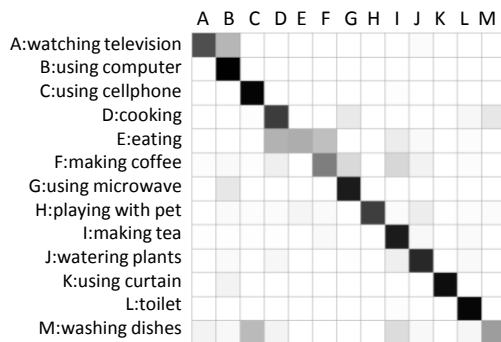 A B C D E F G H I J K L M
A:watching television
B:using computer
C:using cellphone
D:cooking
E:eating
F:making coffee
G:using microwave
H:playing with pet
I:making tea
J:watering plants
K:using curtain
L:toilet
M:washing dishes